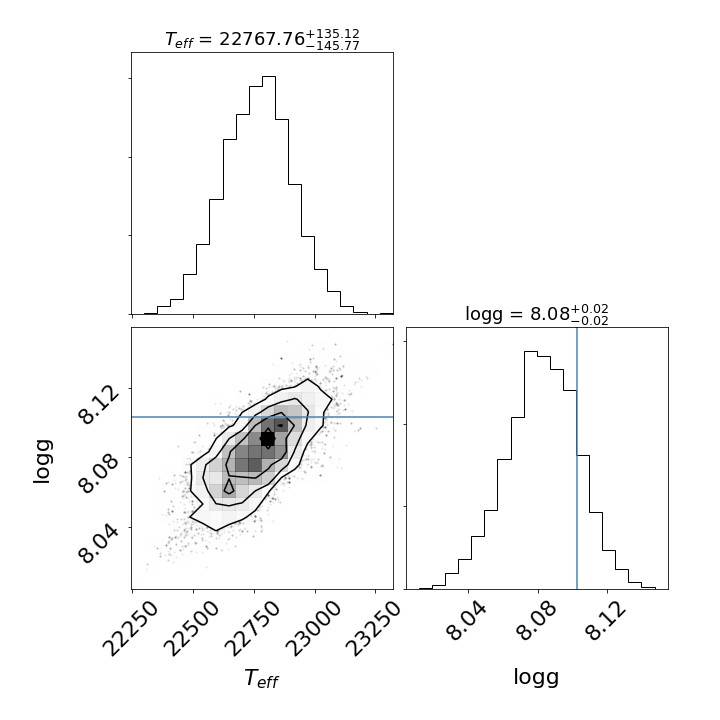 T_eff = 22767.76^{+135.12}_{-145.77}
logg = 8.08^{+0.02}_{-0.02}
8.12
8.08
8.04
logg
22250 22500 22750 23000 23250
8.04 8.08 8.12
T_eff
logg